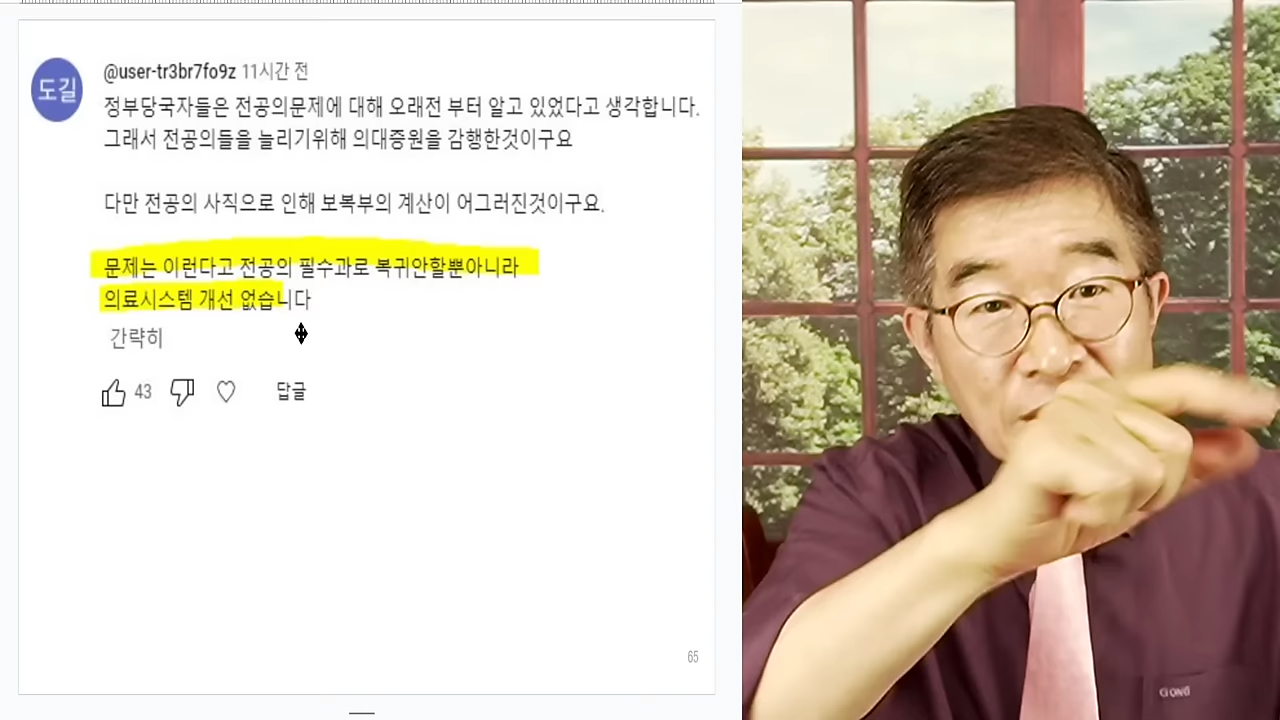 도길
@user-tr3br7fo9z 11시간 전
정부당국자들은 전공의문제에 대해 오래전 부터 알고 있었다고 생각합니다.
그래서 전공의들을 늘리기위해 의대증원을 감행한것이구요
다만 전공의 사직으로 인해 보복부의 계산이 어그러진것이구요.
문제는 이런다고 전공의 필수과로 복귀안할뿐아니라
의료시스템 개선 없습니다
간략히
43
답글
65